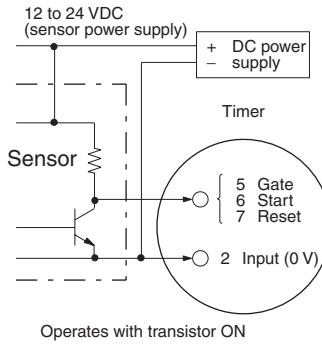 12 to 24 VDC
(sensor power supply)
+ DC power
− supply
Timer
Sensor
5 Gate
6 Start
7 Reset
2 Input (0 V)
Operates with transistor ON